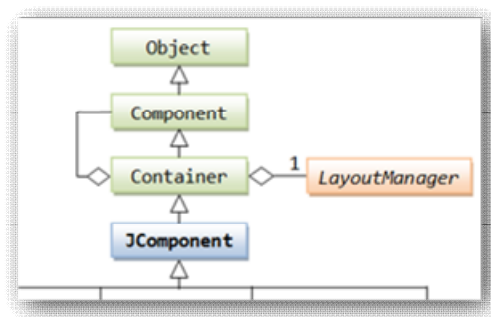 Object
Component
Container
1
LayoutManager
JComponent